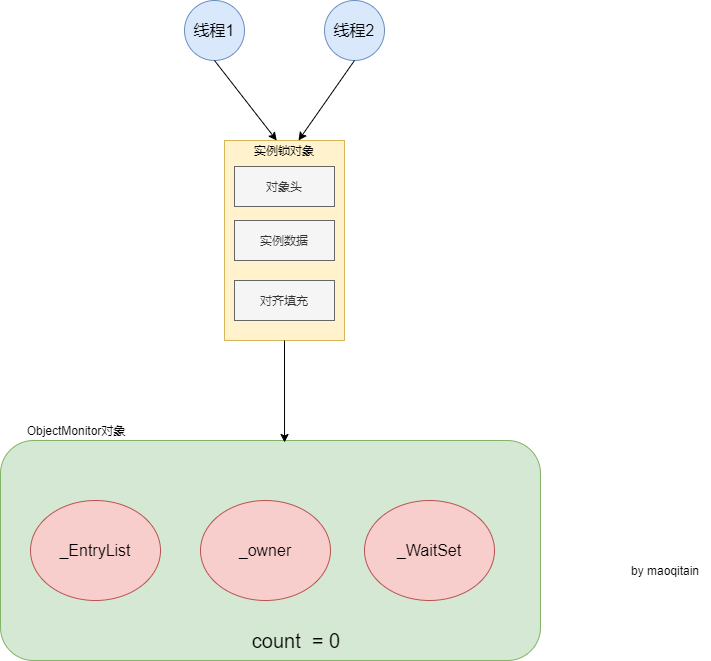 线程1
线程2
实例锁对象
对象头
实例数据
对齐填充
ObjectMonitor对象
_EntryList
_owner
_WaitSet
by maoqitain
count = 0